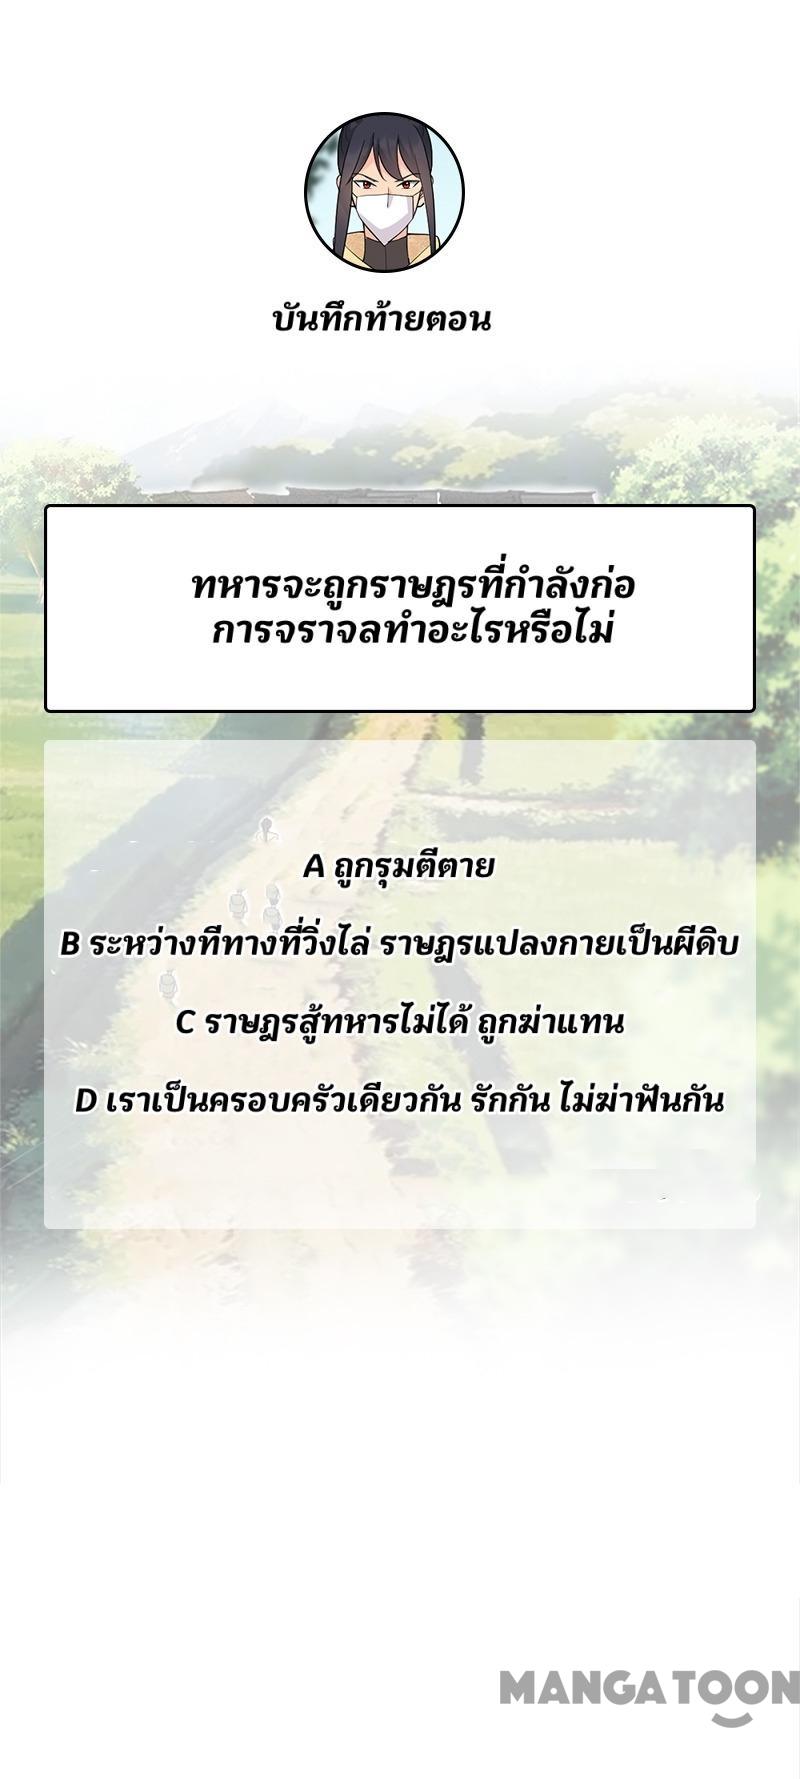 บันทึกท้ายตอน
ทหารจะถูกราษฎรที่กำลังก่อ
การจราจลทำอะไรหรือไม่
A ถูกรุมตีตาย
B ระหว่างทีทางที่วิ่งไล่ ราษฎรแปลงกายเป็นผีดิบ
C ราษฎรสู้ทหารไม่ได้ ถูกฆ่าแทน
D เราเป็นครอบครัวเดียวกัน รักกัน ไม่ฆ่าฟันกัน
MANGATOON